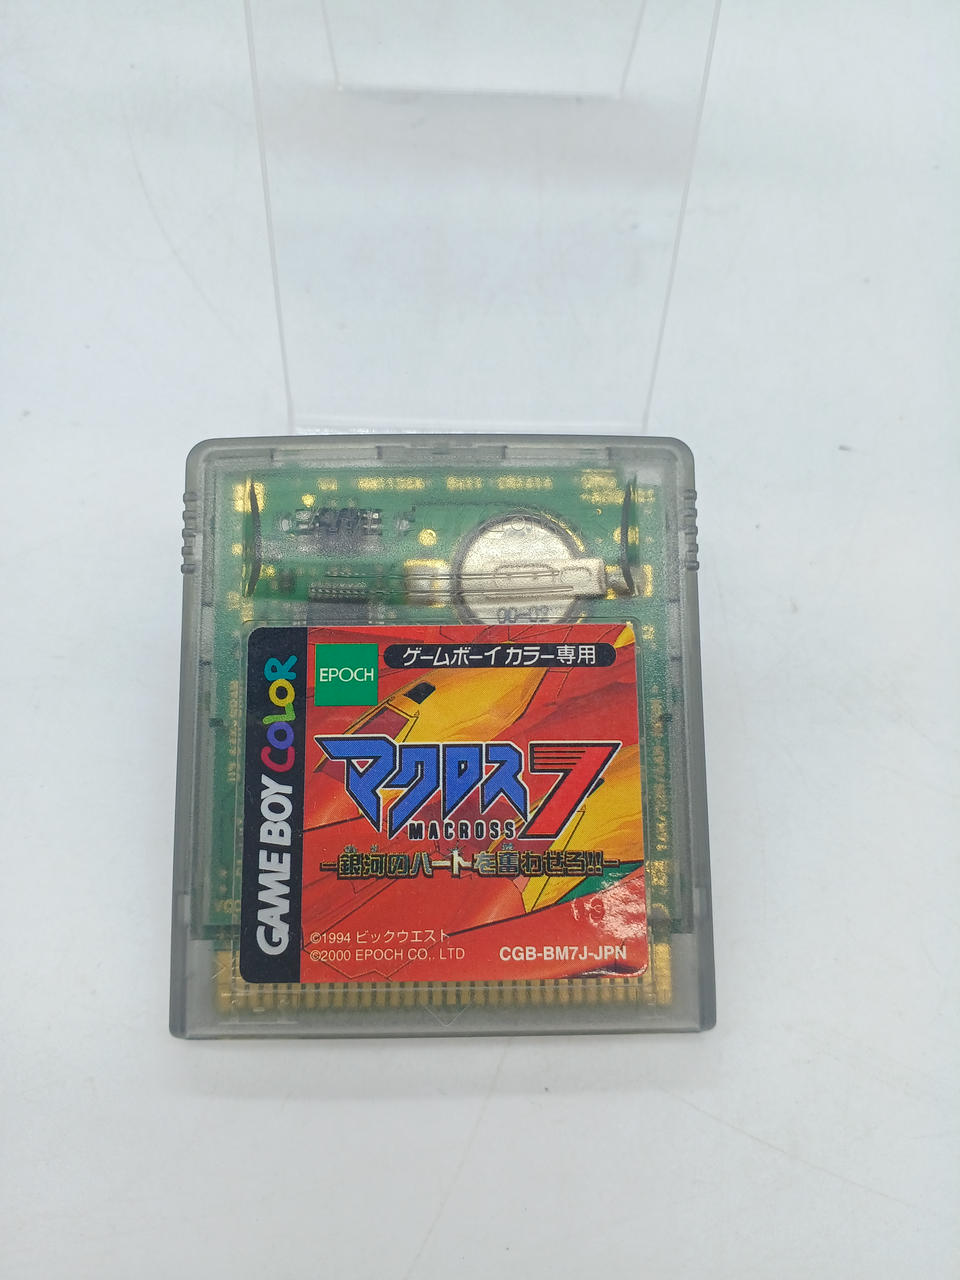 00-02
GAME BOY COLOR
EPOCH
ゲームボーイカラー専用
マクロス7
MACROSS
-銀河のハートを奮わせろ!!-
©1994 ビックウエスト
©2000 EPOCH CO., LTD
CGB-BM7J-JPN